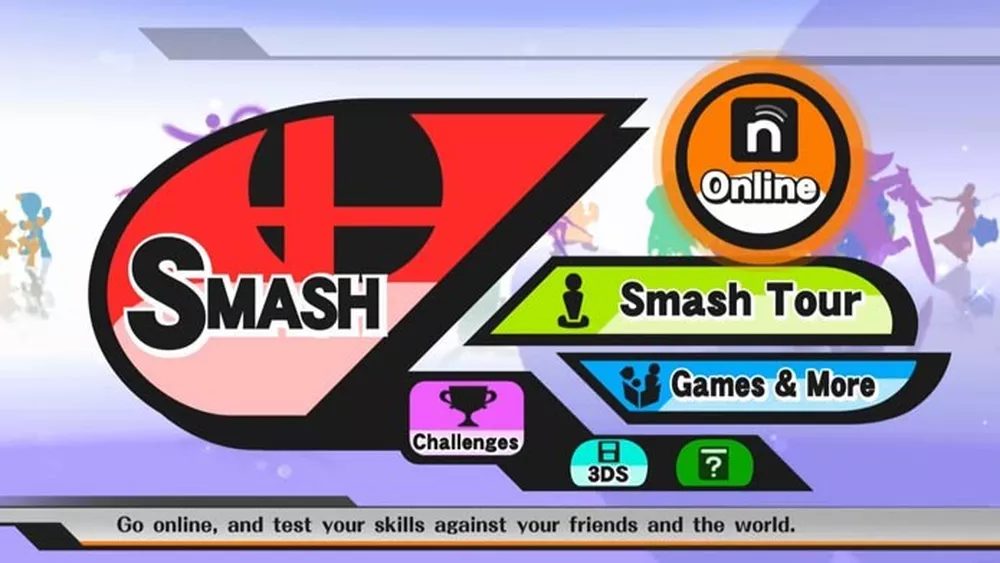 n
Online
SMASH
Smash Tour
Games & More
Challenges
3DS
?
Go online, and test your skills against your friends and the world.